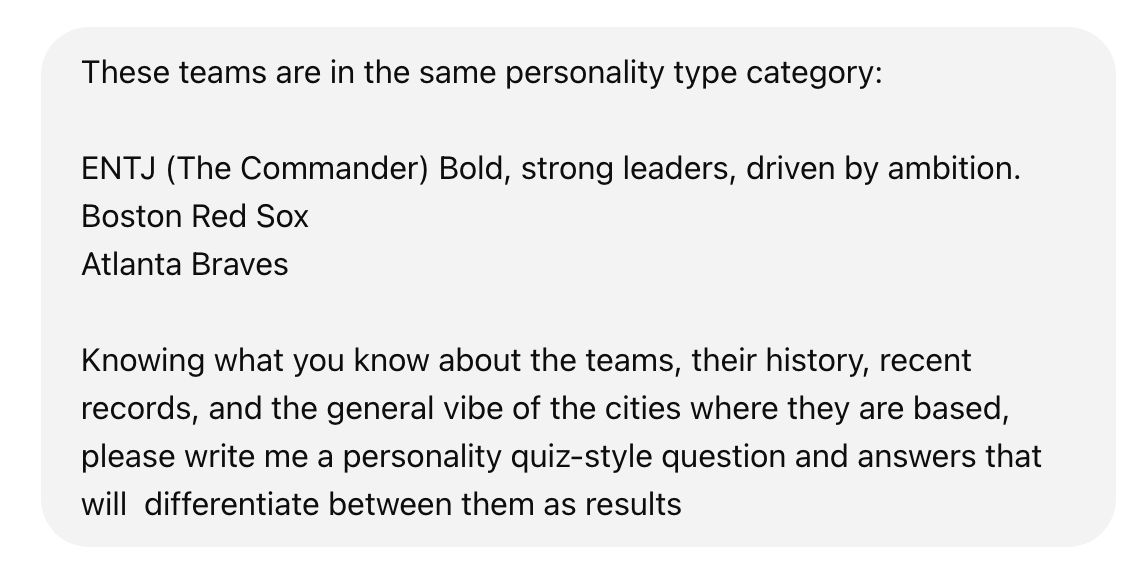 These teams are in the same personality type category:
ENTJ (The Commander) Bold, strong leaders, driven by ambition.
Boston Red Sox
Atlanta Braves
Knowing what you know about the teams, their history, recent
records, and the general vibe of the cities where they are based,
please write me a personality quiz-style question and answers that
will  differentiate between them as results